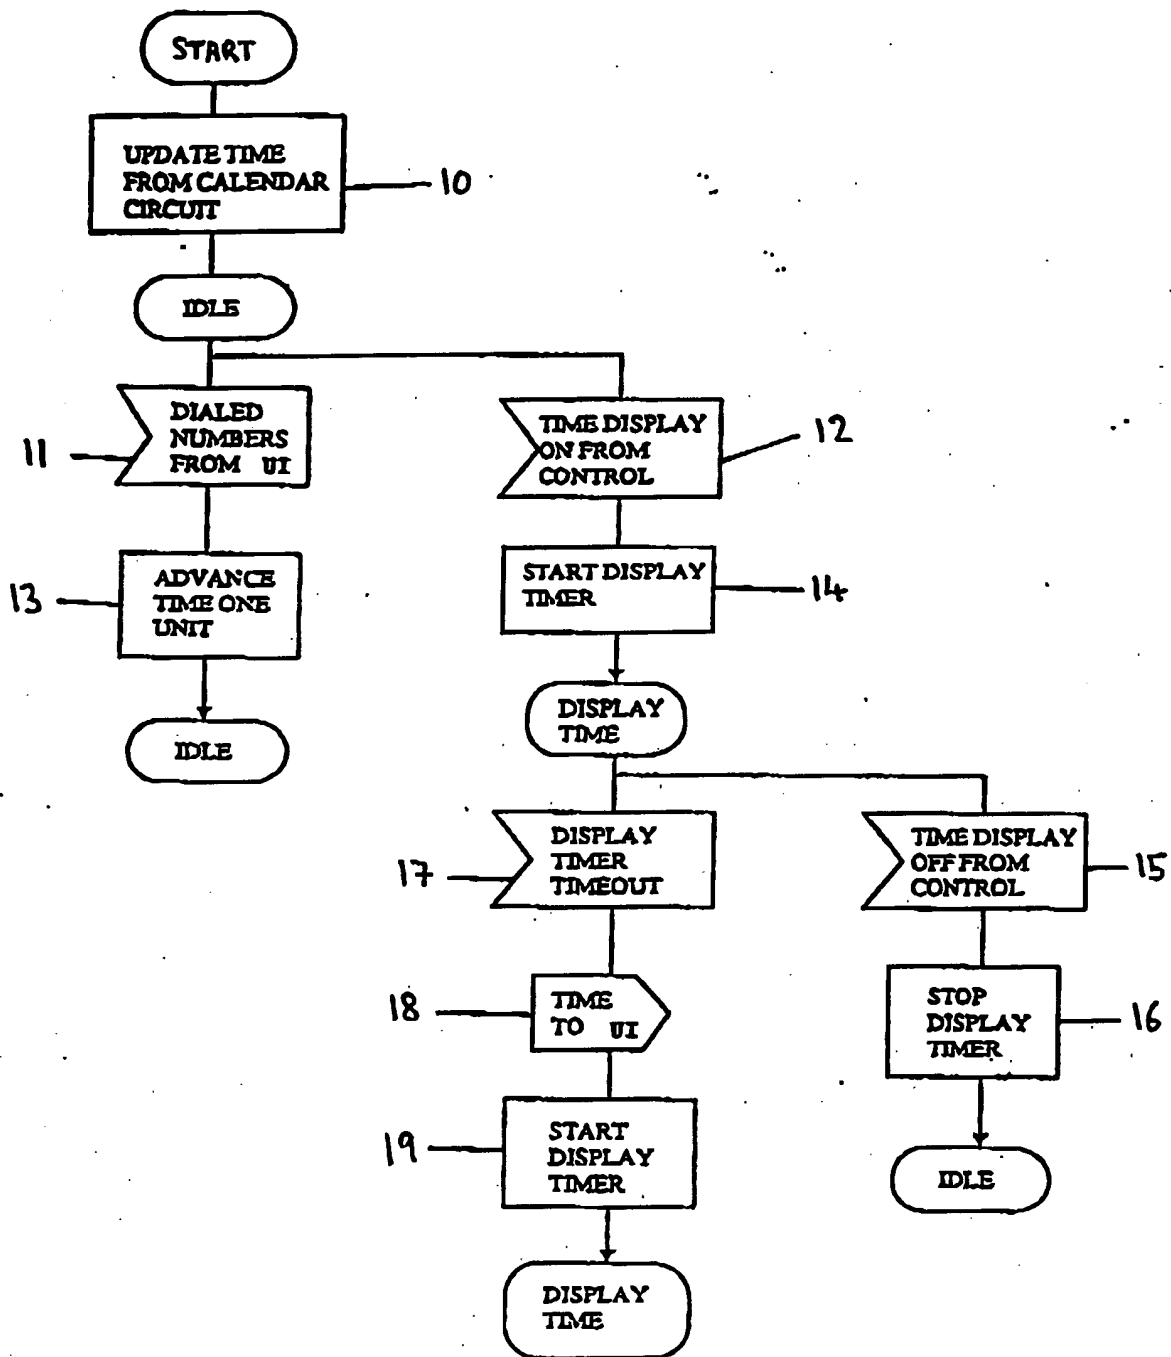 START
UPDATE TIME
FROM CALENDAR
CIRCUIT
10
IDLE
DIALED
NUMBERS
FROM UI
11
TIME DISPLAY
ON FROM
CONTROL
12
ADVANCE
TIME ONE
UNIT
13
START DISPLAY
TIMER
14
IDLE
DISPLAY
TIME
DISPLAY
TIMER
TIMEOUT
17
TIME DISPLAY
OFF FROM
CONTROL
15
TIME
TO UI
18
STOP
DISPLAY
TIMER
16
START
DISPLAY
TIMER
19
IDLE
DISPLAY
TIME